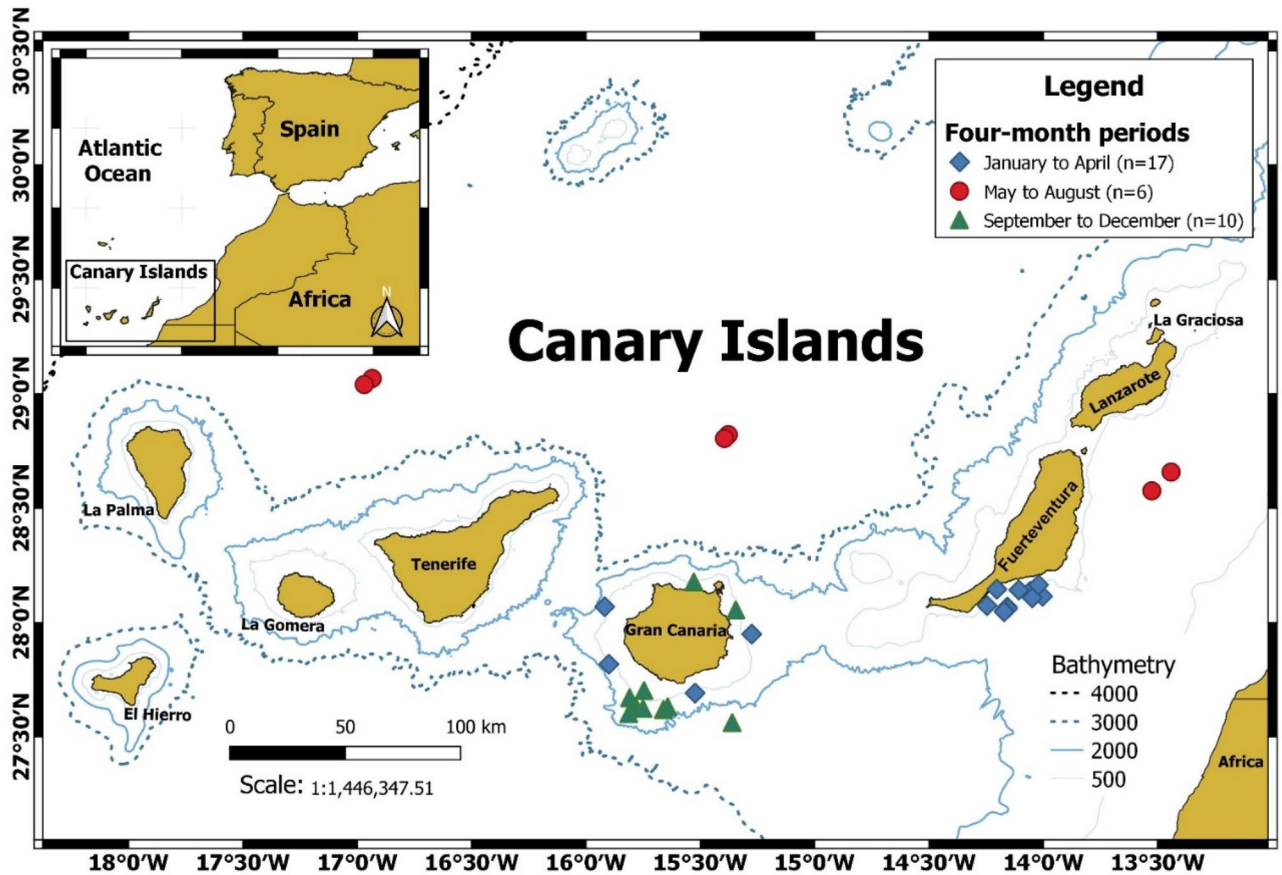 30°30'N
30°0'N
29°30'N
29°0'N
28°30'N
28°0'N
27°30'N
Atlantic
Ocean
Spain
Canary Islands
Africa
N
Legend
Four-month periods
January to April (n=17)
May to August (n=6)
September to December (n=10)
Canary Islands
La Graciosa
Lanzarote
Fuerteventura
La Palma
Tenerife
La Gomera
Gran Canaria
El Hierro
0 50 100 km
Scale: 1:1,446,347.51
Bathymetry
4000
3000
2000
500
Africa
18°0'W 17°30'W 17°0'W 16°30'W 16°0'W 15°30'W 15°0'W 14°30'W 14°0'W 13°30'W